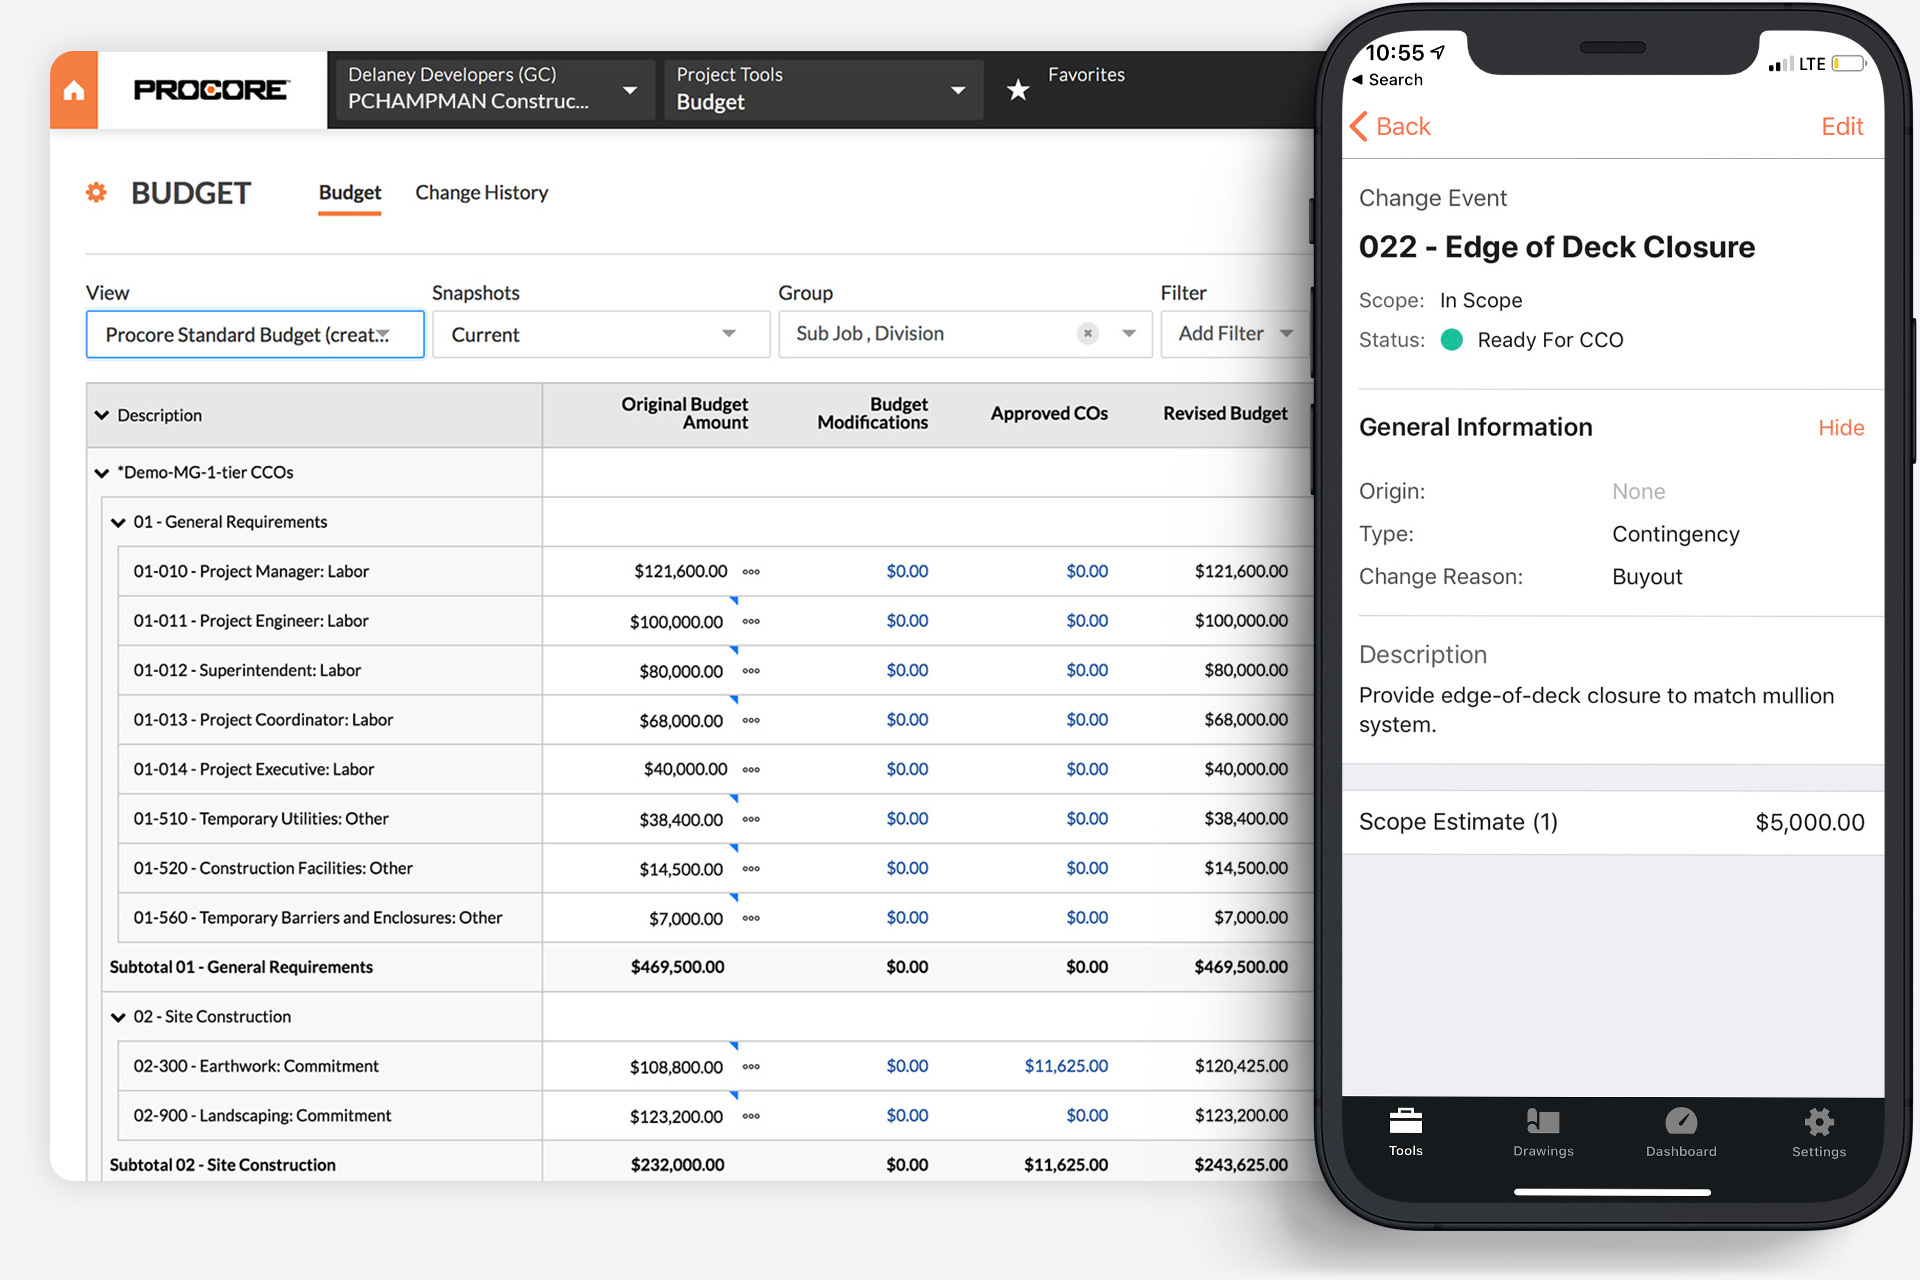 PROCORE
Delaney Developers (GC)
PCHAMPMAN Construc...
Project Tools
Budget
Favorites
BUDGET
Budget
Change History
View
Snapshots
Group
Filter
Procore Standard Budget (creat...
Current
Sub Job , Division
Add Filter
Description
Original Budget Amount
Budget Modifications
Approved COs
Revised Budget
*Demo-MG-1-tier CCOs
01 - General Requirements
01-010 - Project Manager: Labor $121,600.00 $0.00 $0.00 $121,600.00
01-011 - Project Engineer: Labor $100,000.00 $0.00 $0.00 $100,000.00
01-012 - Superintendent: Labor $80,000.00 $0.00 $0.00 $80,000.00
01-013 - Project Coordinator: Labor $68,000.00 $0.00 $0.00 $68,000.00
01-014 - Project Executive: Labor $40,000.00 $0.00 $0.00 $40,000.00
01-510 - Temporary Utilities: Other $38,400.00 $0.00 $0.00 $38,400.00
01-520 - Construction Facilities: Other $14,500.00 $0.00 $0.00 $14,500.00
01-560 - Temporary Barriers and Enclosures: Other $7,000.00 $0.00 $0.00 $7,000.00
Subtotal 01 - General Requirements $469,500.00 $0.00 $0.00 $469,500.00
02 - Site Construction
02-300 - Earthwork: Commitment $108,800.00 $0.00 $11,625.00 $120,425.00
02-900 - Landscaping: Commitment $123,200.00 $0.00 $0.00 $123,200.00
Subtotal 02 - Site Construction $232,000.00 $0.00 $11,625.00 $243,625.00
10:55
LTE
Search
Back
Edit
Change Event
022 - Edge of Deck Closure
Scope: In Scope
Status: Ready For CCO
General Information
Hide
Origin: None
Type: Contingency
Change Reason: Buyout
Description
Provide edge-of-deck closure to match mullion
system.
Scope Estimate (1) $5,000.00
Tools
Drawings
Dashboard
Settings